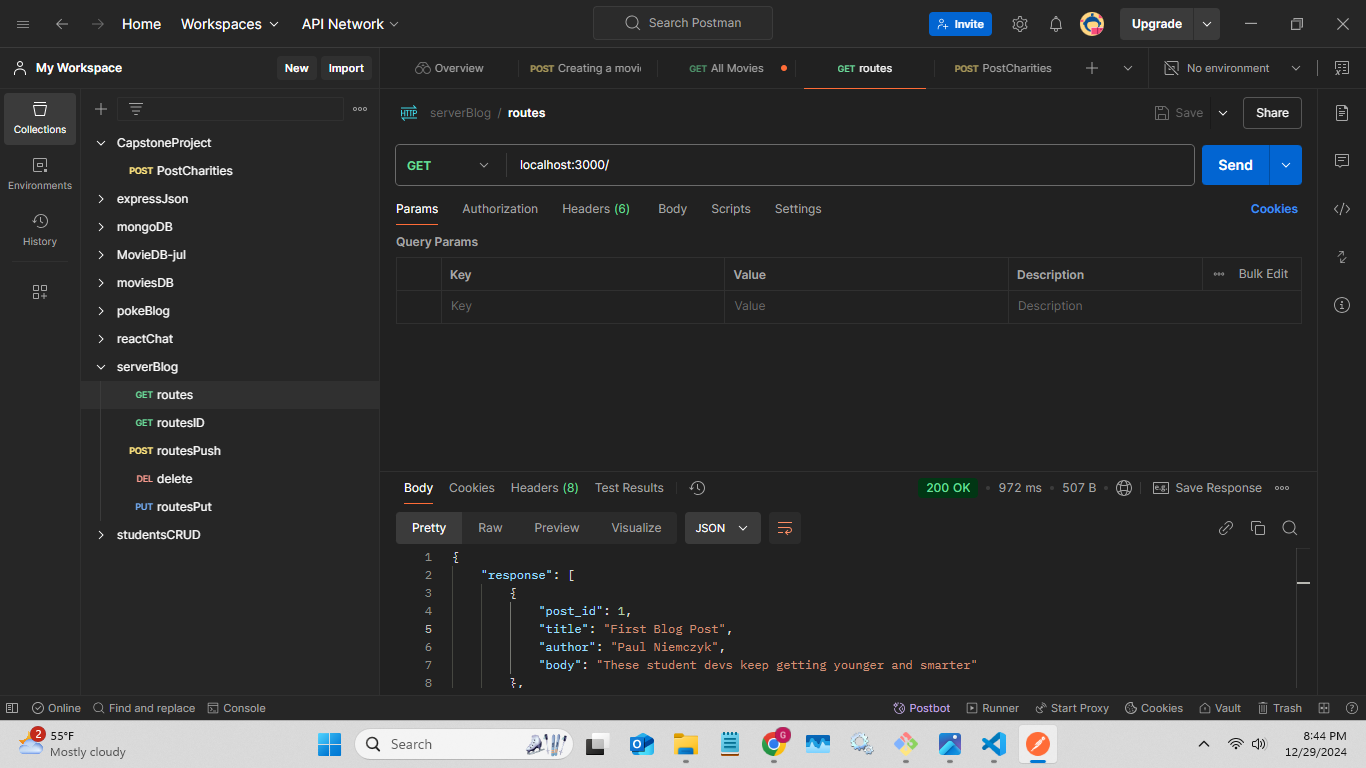 Home Workspaces API Network Search Postman Invite Upgrade
My Workspace New Import Overview POST Creating a movi GET All Movies GET routes POST PostCharities No environment
Collections
Environments
History
CapstoneProject
POST PostCharities
expressJson
mongoDB
MovieDB-jul
moviesDB
pokeBlog
reactChat
serverBlog
GET routes
GET routesID
POST routesPush
DEL delete
PUT routesPut
studentsCRUD
HTTP serverBlog / routes Save Share
GET localhost:3000/ Send
Params Authorization Headers (6) Body Scripts Settings Cookies
Query Params
Key Value Description Bulk Edit
Key Value Description
Body Cookies Headers (8) Test Results 200 OK 972 ms 507 B e.g. Save Response
Pretty Raw Preview Visualize JSON
1 {
2 "response": [
3 {
4 "post_id": 1,
5 "title": "First Blog Post",
6 "author": "Paul Niemczyk",
7 "body": "These student devs keep getting younger and smarter"
8 },
Online Find and replace Console Postbot Runner Start Proxy Cookies Vault Trash
2 55°F
Mostly cloudy
Search
G
8:44 PM
12/29/2024